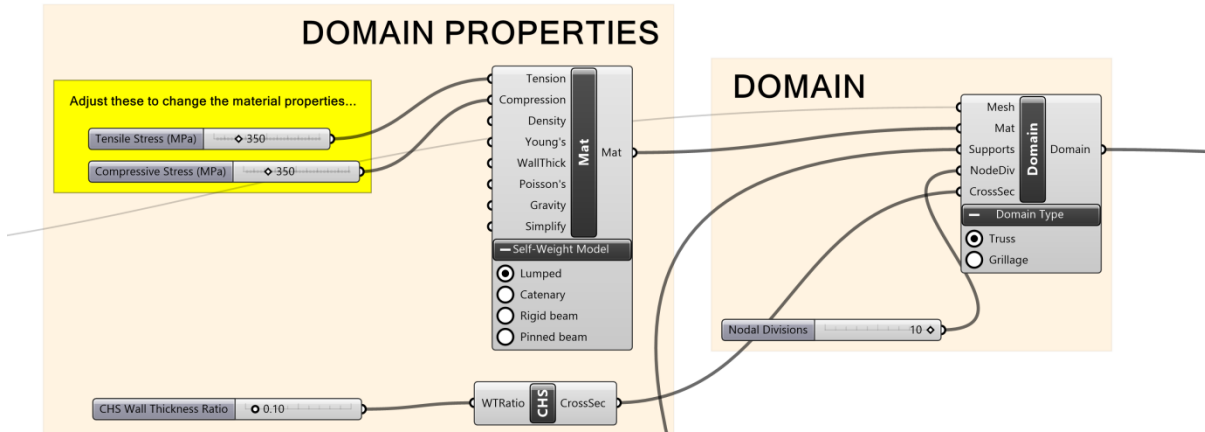 DOMAIN PROPERTIES
Adjust these to change the material properties...
Tensile Stress (MPa) 350
Compressive Stress (MPa) 350
Tension
Compression
Density
Young's
WallThick
Poisson's
Gravity
Simplify
Mat
Mat
Self-Weight Model
Lumped
Catenary
Rigid beam
Pinned beam
CHS Wall Thickness Ratio 0.10
WTRatio CHS CrossSec
DOMAIN
Mesh
Mat
Supports
NodeDiv
CrossSec
Domain
Domain
Domain Type
Truss
Grillage
Nodal Divisions 10